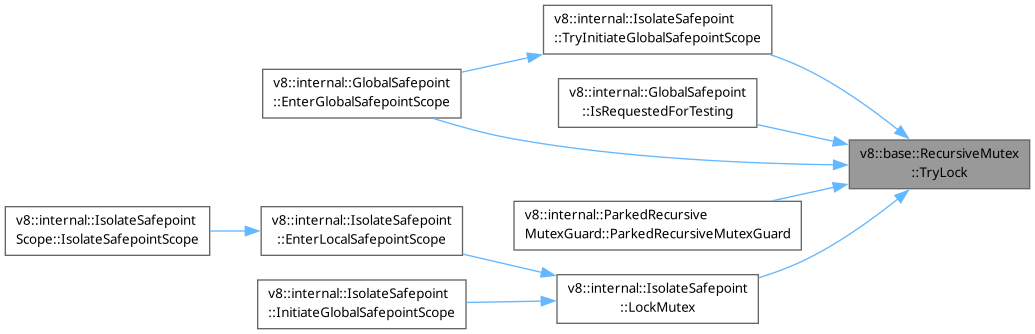 v8::internal::IsolateSafepoint
::TryInitiateGlobalSafepointScope
v8::internal::GlobalSafepoint
::EnterGlobalSafepointScope
v8::internal::GlobalSafepoint
::IsRequestedForTesting
v8::base::RecursiveMutex
::TryLock
v8::internal::ParkedRecursive
MutexGuard::ParkedRecursiveMutexGuard
v8::internal::IsolateSafepoint
Scope::IsolateSafepointScope
v8::internal::IsolateSafepoint
::EnterLocalSafepointScope
v8::internal::IsolateSafepoint
::InitiateGlobalSafepointScope
v8::internal::IsolateSafepoint
::LockMutex